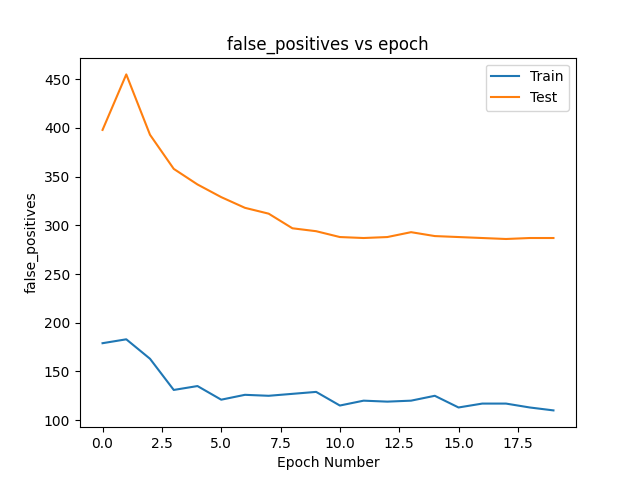 false_positives vs epoch
Train
Test
false_positives
450
400
350
300
250
200
150
100
0.0 2.5 5.0 7.5 10.0 12.5 15.0 17.5
Epoch Number